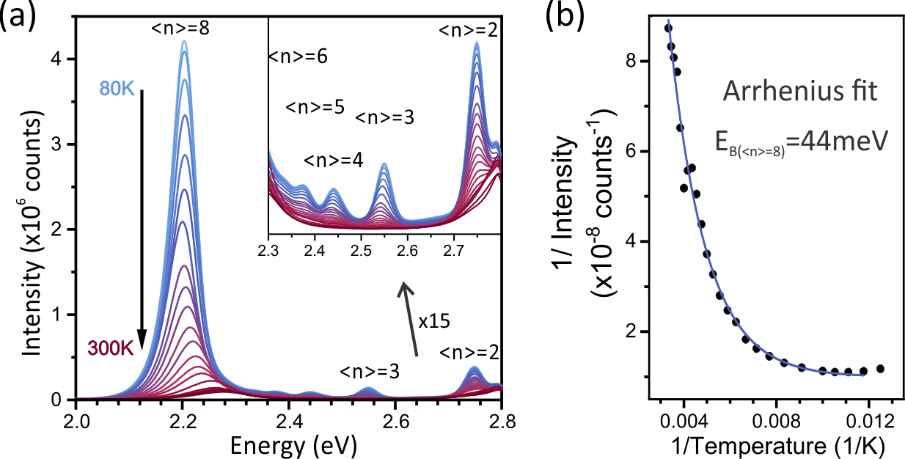 (a)
<n>=8
80K
300K
4
3
2
1
0
Intensity (x10⁶ counts)
2.0
2.2
2.4
2.6
2.8
Energy (eV)
<n>=6
<n>=5
<n>=4
<n>=3
<n>=2
2.3
2.4
2.5
2.6
2.7
x15
<n>=3
<n>=2
(b)
Arrhenius fit
E_B(<n>=8)=44meV
8
6
4
2
1/ Intensity
(x10⁻⁸ counts⁻¹)
0.004
0.008
0.012
1/Temperature (1/K)